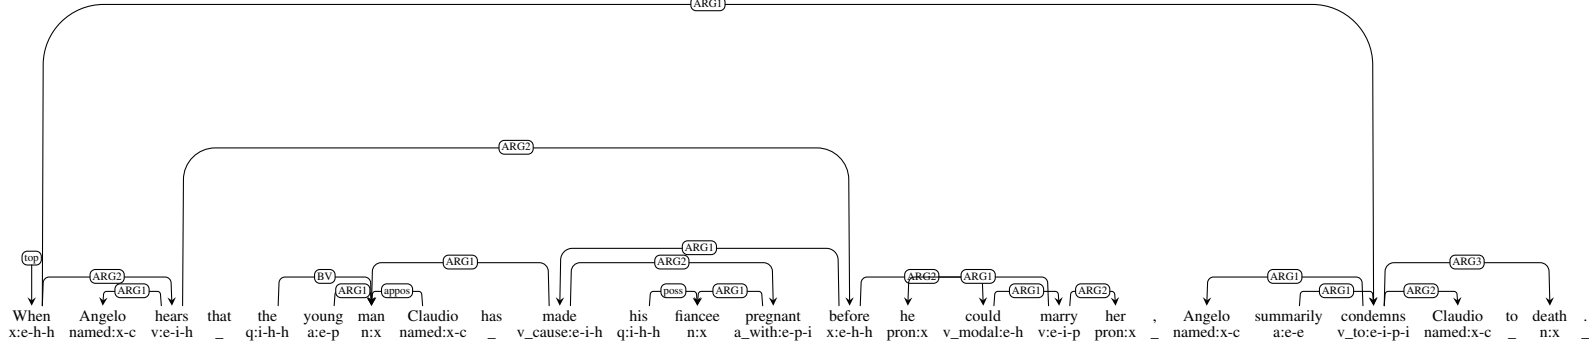 ARG1
ARG2
ARG1 ARG2
top ARG1 ARG2 ARG3
ARG2 BV ARG2 ARG1 ARG1
ARG1 ARG1 appos poss ARG1 ARG1 ARG2 ARG1 ARG2
When Angelo hears that the young man Claudio has made his fiancee pregnant before he could marry her , Angelo summarily condemns Claudio to death .
x:e-h-h named:x-c v:e-i-h _ q:i-h-h a:e-p n:x named:x-c _ v_cause:e-i-h q:i-h-h n:x a_with:e-p-i x:e-h-h pron:x v_modal:e-h v:e-i-p pron:x _ named:x-c a:e-e v_to:e-i-p-i named:x-c _ n:x _